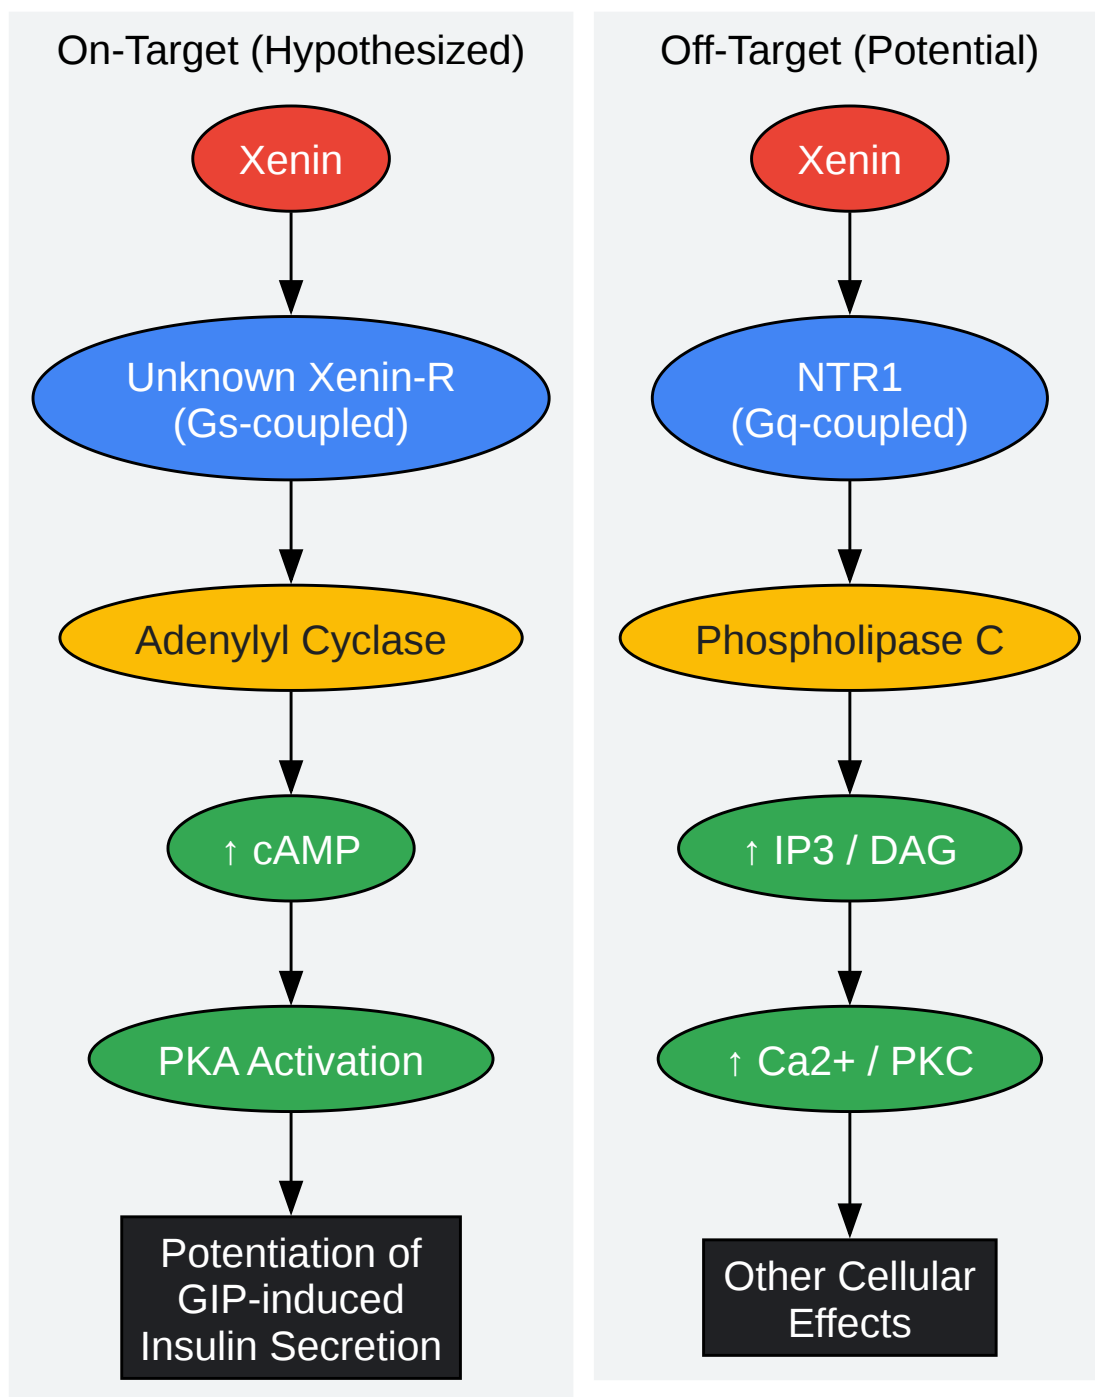 On-Target (Hypothesized)
Xenin
Unknown Xenin-R
(Gs-coupled)
Adenylyl Cyclase
↑ cAMP
PKA Activation
Potentiation of
GIP-induced
Insulin Secretion
Off-Target (Potential)
Xenin
NTR1
(Gq-coupled)
Phospholipase C
↑ IP3 / DAG
↑ Ca2+ / PKC
Other Cellular
Effects